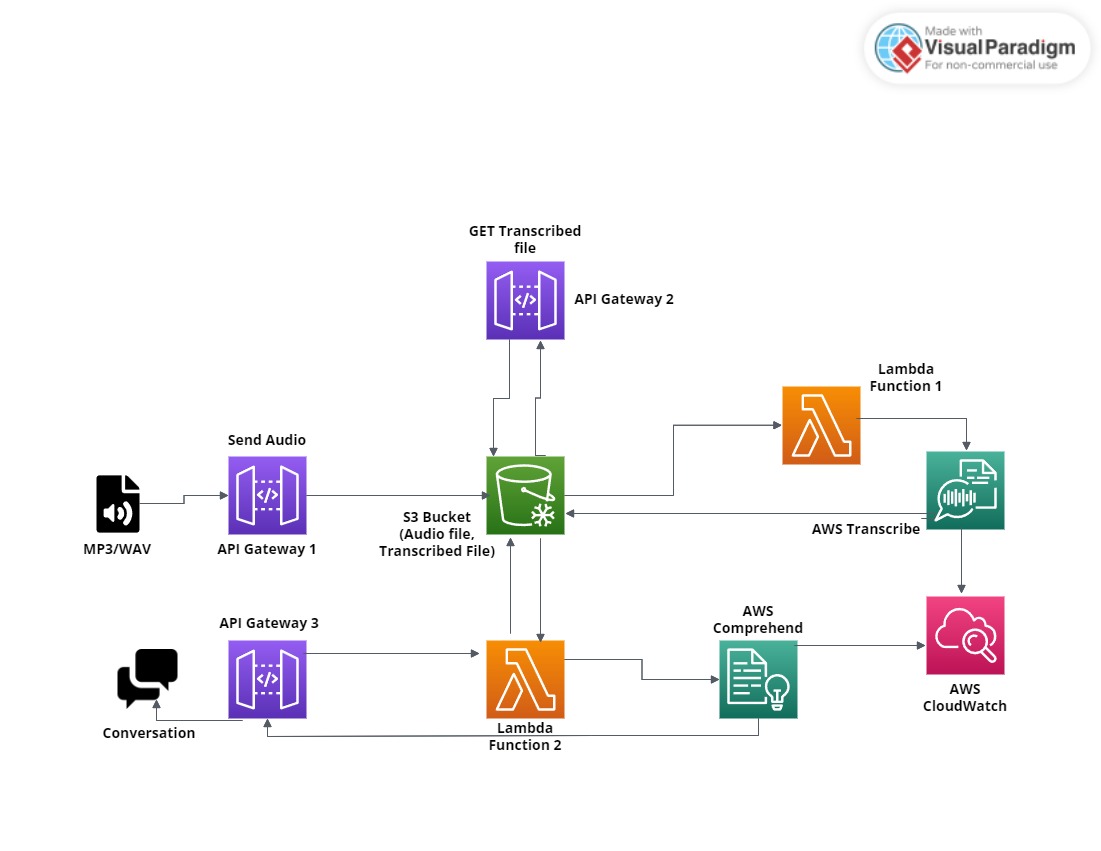 Made with
Visual Paradigm
For non-commercial use
GET Transcribed
file
</>
API Gateway 2
Lambda
Function 1
Send Audio
</>
MP3/WAV
API Gateway 1
S3 Bucket
(Audio file,
Transcribed File)
AWS Transcribe
API Gateway 3
</>
Conversation
Lambda
Function 2
AWS
Comprehend
AWS
CloudWatch